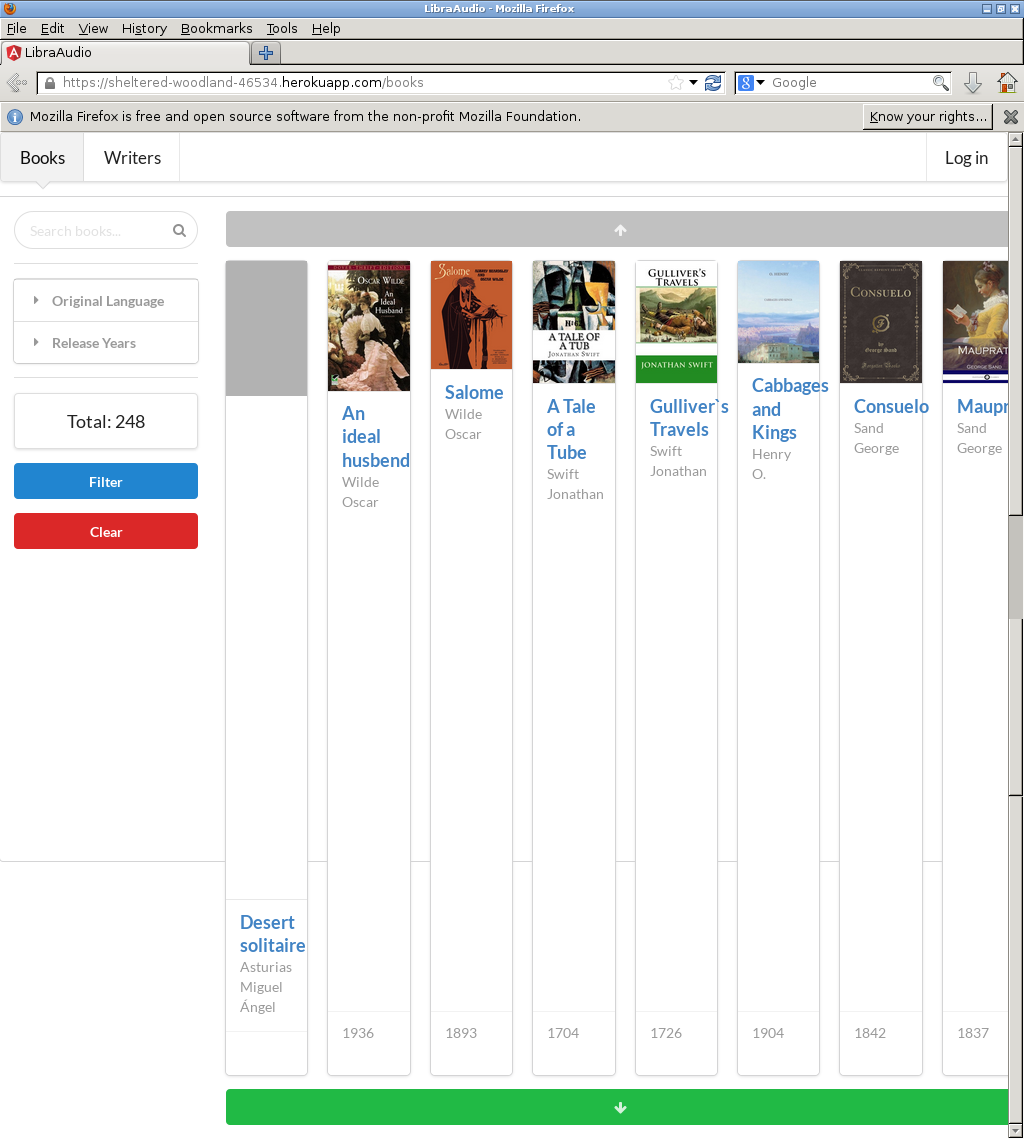 LibraAudio - Mozilla Firefox
File Edit View History Bookmarks Tools Help
LibraAudio
https://sheltered-woodland-46534.herokuapp.com/books
Google
Mozilla Firefox is free and open source software from the non-profit Mozilla Foundation.
Know your rights...
Books
Writers
Log in
Search books...
Original Language
Release Years
Total: 248
Filter
Clear
Desert
solitaire
Asturias
Miguel
Ángel
OSCAR WILDE
An
Ideal
Husband
An
ideal
husbend
Wilde
Oscar
1936
Salome
Salome
Wilde
Oscar
1893
A TALE OF
A TUB
JONATHAN SWIFT
A Tale
of a
Tube
Swift
Jonathan
1704
GULLIVER'S
TRAVELS
JONATHAN SWIFT
Gulliver`s
Travels
Swift
Jonathan
1726
O. HENRY
Cabbages
and
Kings
Henry
O.
1904
CONSUELO
by
George Sand
Consuelo
Sand
George
1842
MAUPRAT
GEORGE SAND
Maupr
Sand
George
1837